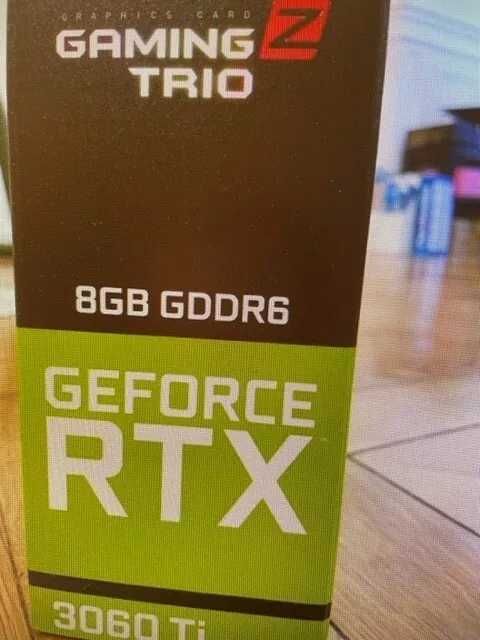 GRAPHICS CARD
GAMING Z
TRIO
8GB GDDR6
GEFORCE
RTX
3060 Ti